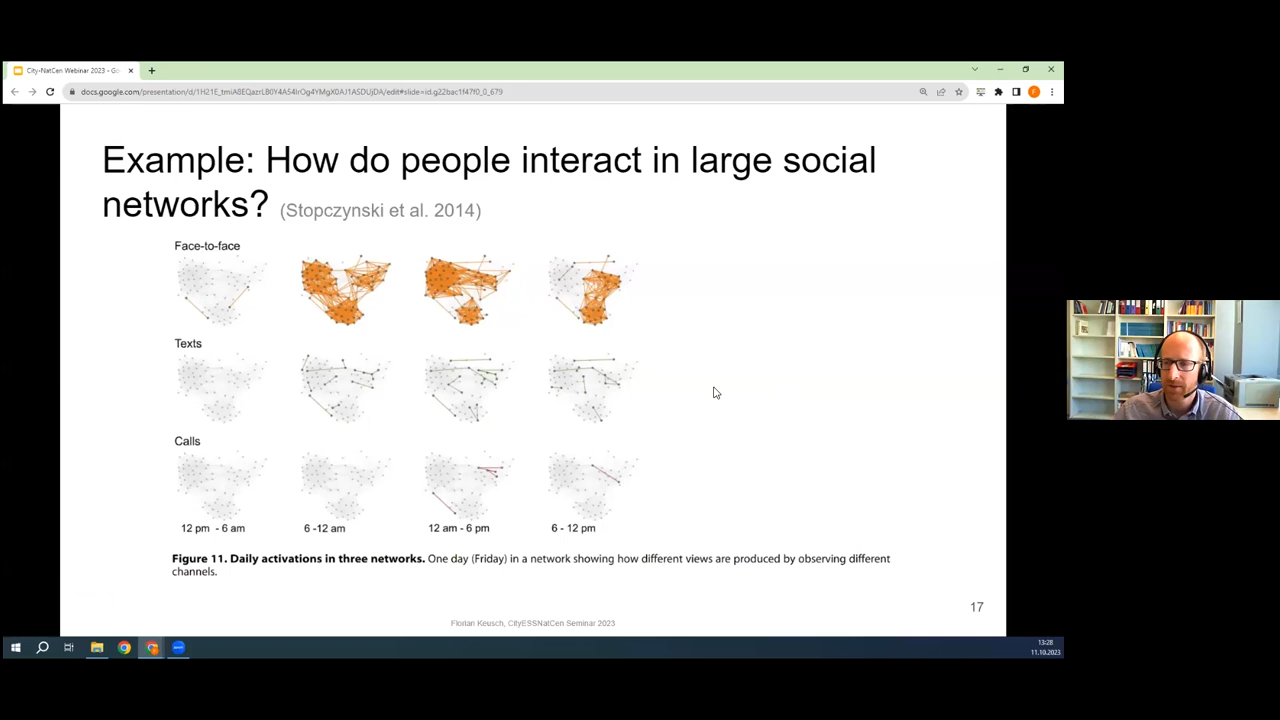 City-NatCen Webinar 2023 - Go
docs.google.com/presentation/d/1H21E_tmiA8EQazrLB0Y4A54IrOg4YMgX0AJ1ASDUjDA/edit#slide=id.g22bac1f47f0_0_679
F
Example: How do people interact in large social
networks? (Stopczynski et al. 2014)
Face-to-face
Texts
Calls
12 pm - 6 am 6 -12 am 12 am - 6 pm 6 - 12 pm
Figure 11. Daily activations in three networks. One day (Friday) in a network showing how different views are produced by observing different
channels.
17
Florian Keusch, CityESSNatCen Seminar 2023
13:28
11.10.2023